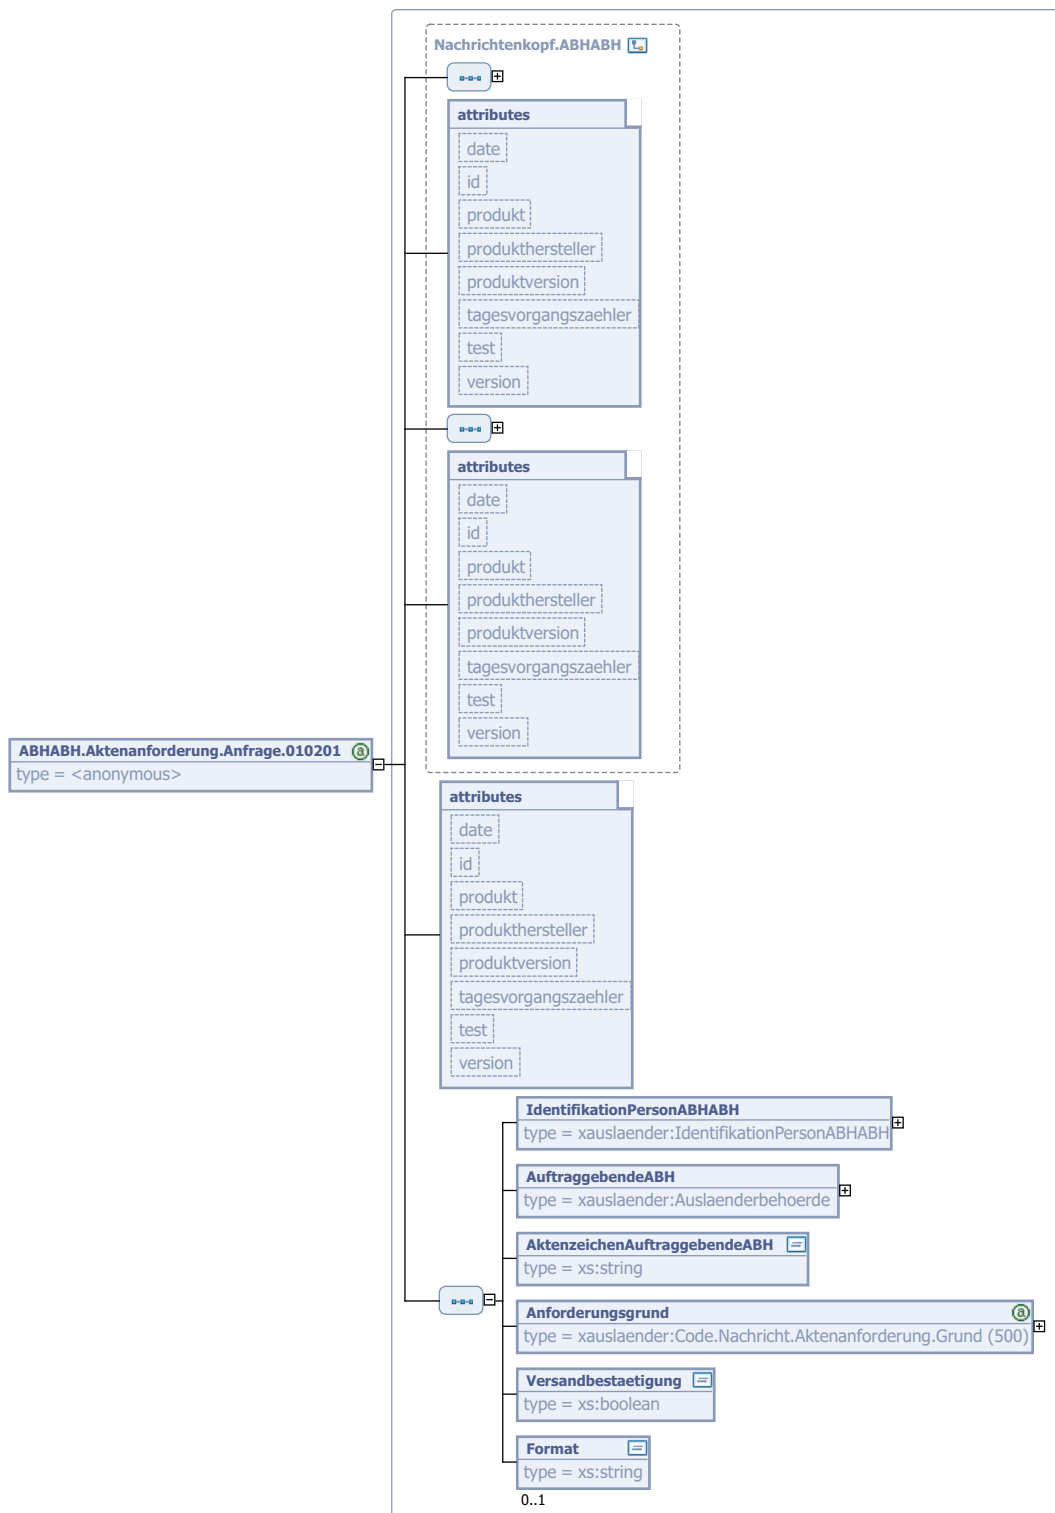 Nachrichtenkopf.ABHABH
attributes
date
id
produkt
produkthersteller
produktversion
tagesvorgangszaehler
test
version
attributes
date
id
produkt
produkthersteller
produktversion
tagesvorgangszaehler
test
version
ABHABH.Aktenanforderung.Anfrage.010201 a
type = <anonymous>
attributes
date
id
produkt
produkthersteller
produktversion
tagesvorgangszaehler
test
version
IdentifikationPersonABHABH
type = xauslaender:IdentifikationPersonABHABH
AuftraggebendeABH
type = xauslaender:Auslaenderbehoerde
AktenzeichenAuftraggebendeABH
type = xs:string
Anforderungsgrund a
type = xauslaender:Code.Nachricht.Aktenanforderung.Grund (500)
Versandbestaetigung
type = xs:boolean
Format
type = xs:string
0..1